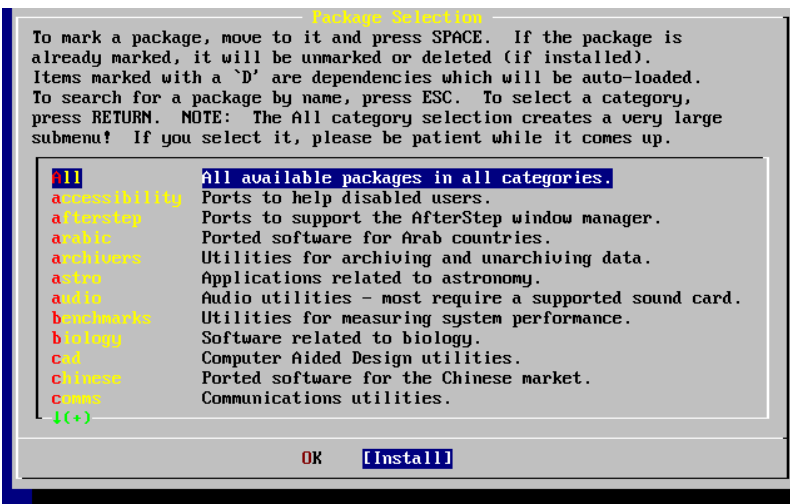 Package Selection
To mark a package, move to it and press SPACE.  If the package is
already marked, it will be unmarked or deleted (if installed).
Items marked with a `D' are dependencies which will be auto-loaded.
To search for a package by name, press ESC.  To select a category,
press RETURN.  NOTE:  The All category selection creates a very large
submenu!  If you select it, please be patient while it comes up.
All All available packages in all categories.
accessibility Ports to help disabled users.
afterstep Ports to support the AfterStep window manager.
arabic Ported software for Arab countries.
archivers Utilities for archiving and unarchiving data.
astro Applications related to astronomy.
audio Audio utilities - most require a supported sound card.
benchmarks Utilities for measuring system performance.
biology Software related to biology.
cad Computer Aided Design utilities.
chinese Ported software for the Chinese market.
comms Communications utilities.
↓(+)
OK [Install]